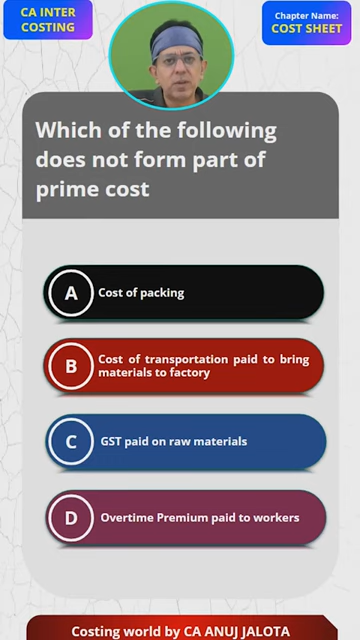 CA INTER
COSTING
Chapter Name:
COST SHEET
Which of the following
does not form part of
prime cost
A
Cost of packing
B
Cost of transportation paid to bring
materials to factory
C
GST paid on raw materials
D
Overtime Premium paid to workers
Costing world by CA ANUJ JALOTA